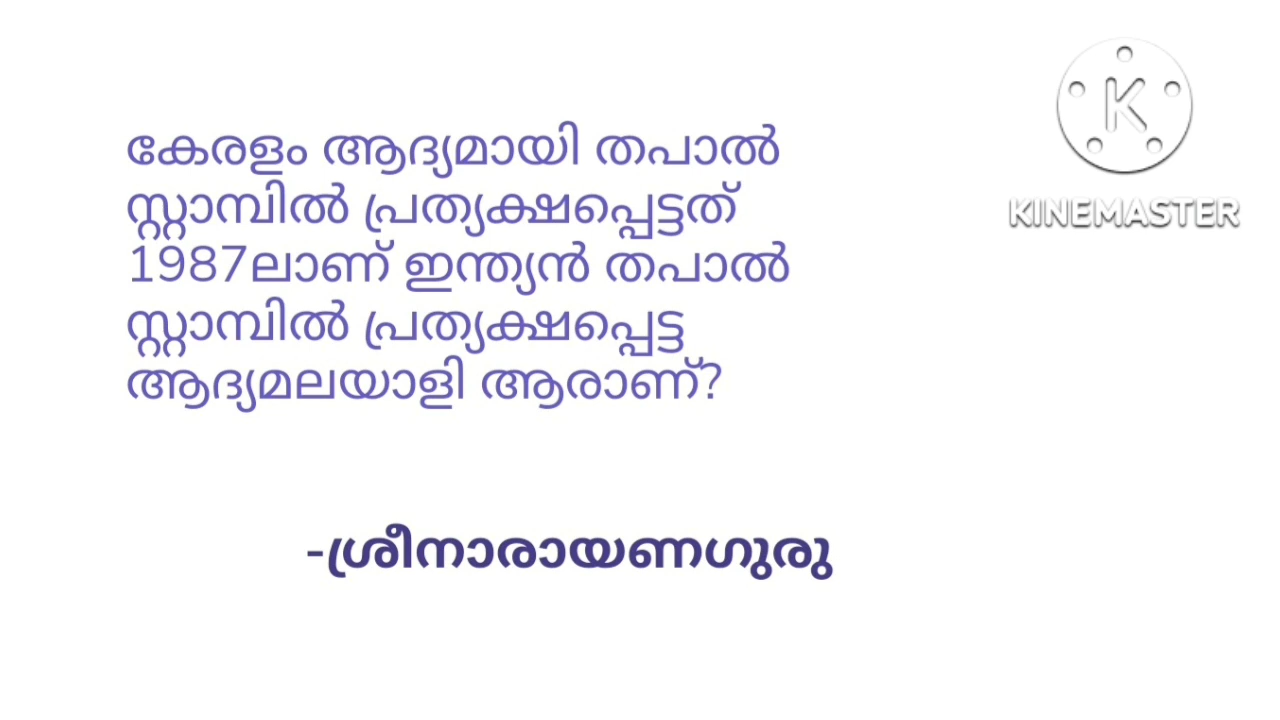 കേരളം ആദ്യമായി തപാൽ
സ്റ്റാമ്പിൽ പ്രത്യക്ഷപ്പെട്ടത്
1987ലാണ് ഇന്ത്യൻ തപാൽ
സ്റ്റാമ്പിൽ പ്രത്യക്ഷപ്പെട്ട
ആദ്യമലയാളി ആരാണ്?
-ശ്രീനാരായണഗുരു
K
KINEMASTER